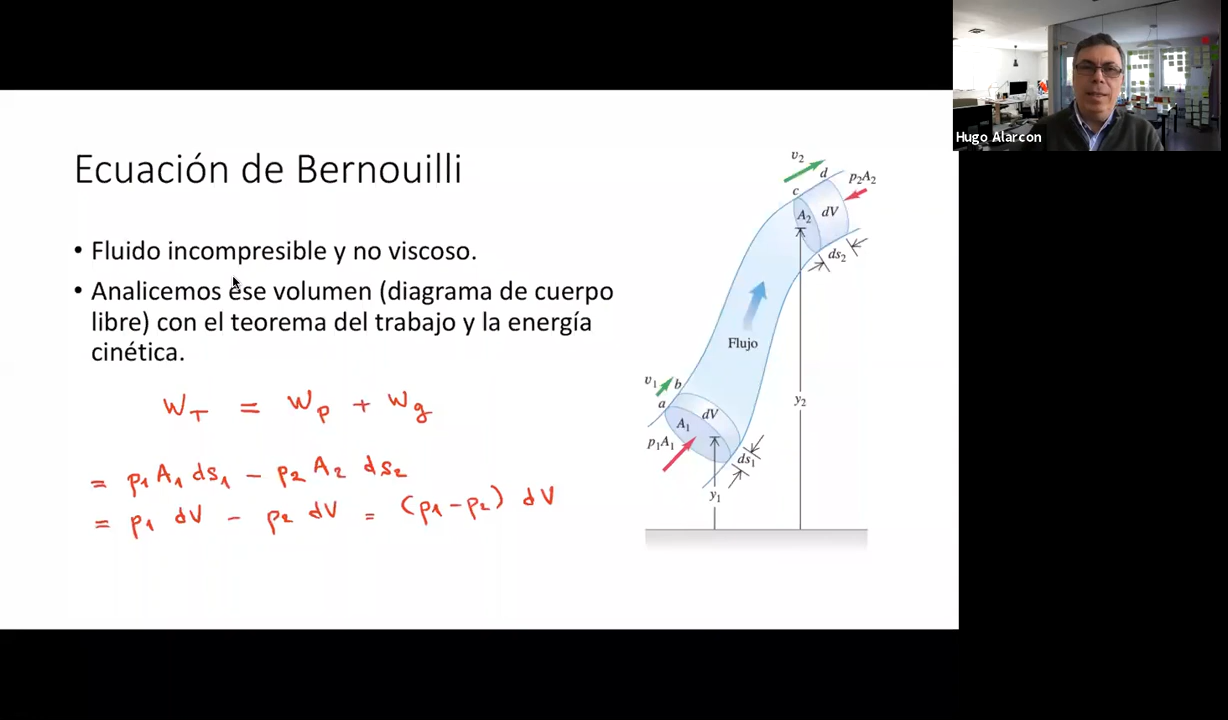 Hugo Alarcon
Ecuación de Bernouilli
• Fluido incompresible y no viscoso.
• Analicemos ese volumen (diagrama de cuerpo
libre) con el teorema del trabajo y la energía
cinética.
W_T = W_p + W_g
= p₁ A₁ ds₁ - p₂ A₂ ds₂
= p₁ dV - p₂ dV = (p₁ - p₂) dV
v₂
d
p₂A₂
c
A₂
dV
ds₂
Flujo
v₁
b
y₂
a
dV
A₁
p₁A₁
ds₁
y₁